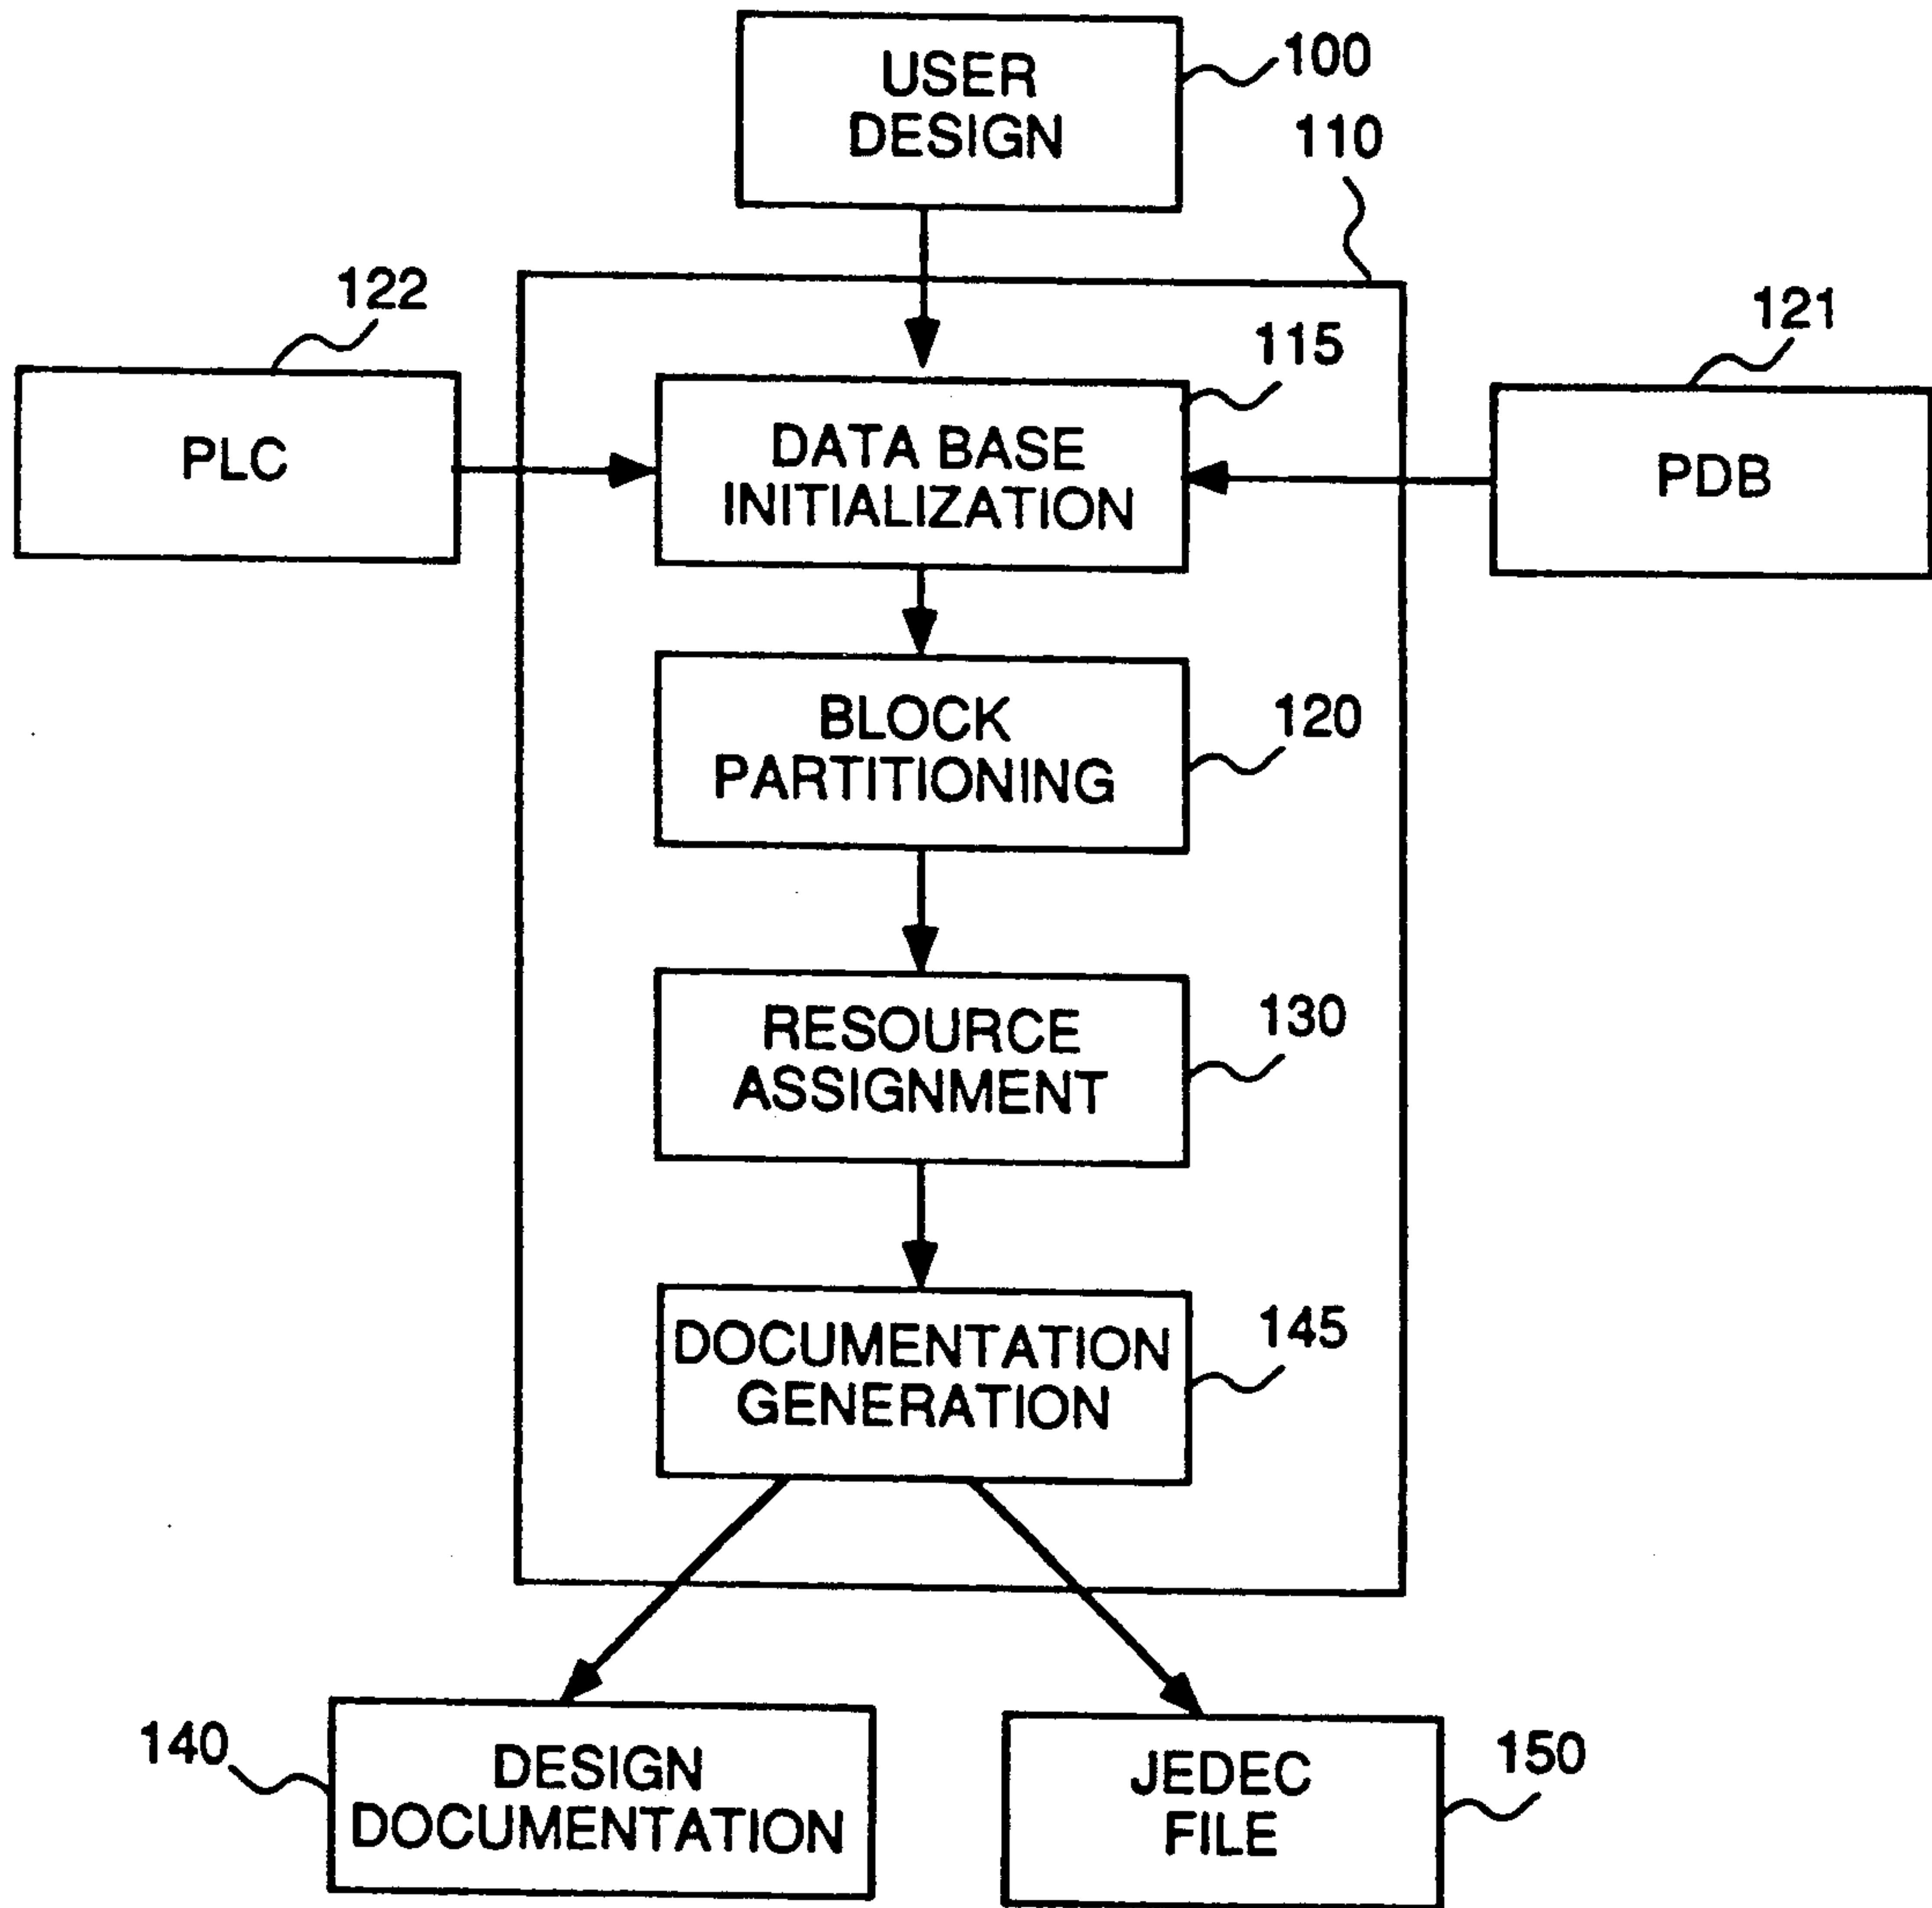 USER
DESIGN
100
110
122
115
121
PLC
DATA BASE
INITIALIZATION
PDB
BLOCK
PARTITIONING
120
RESOURCE
ASSIGNMENT
130
DOCUMENTATION
GENERATION
145
140
DESIGN
DOCUMENTATION
JEDEC
FILE
150